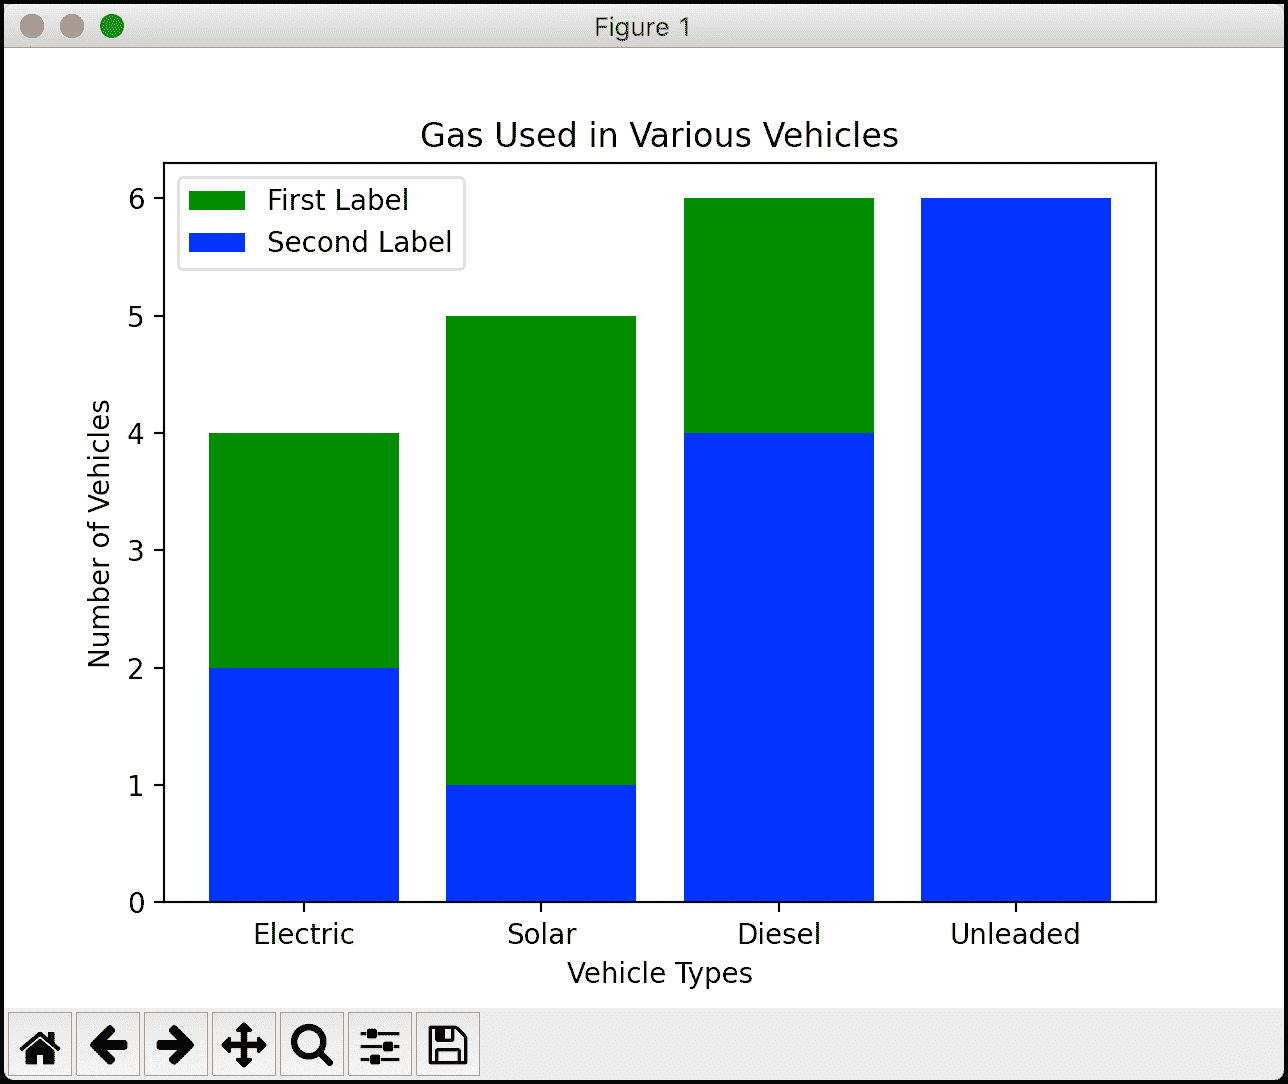 Figure 1
Gas Used in Various Vehicles
First Label
Second Label
6
5
4
3
2
1
0
Number of Vehicles
Electric Solar Diesel Unleaded
Vehicle Types